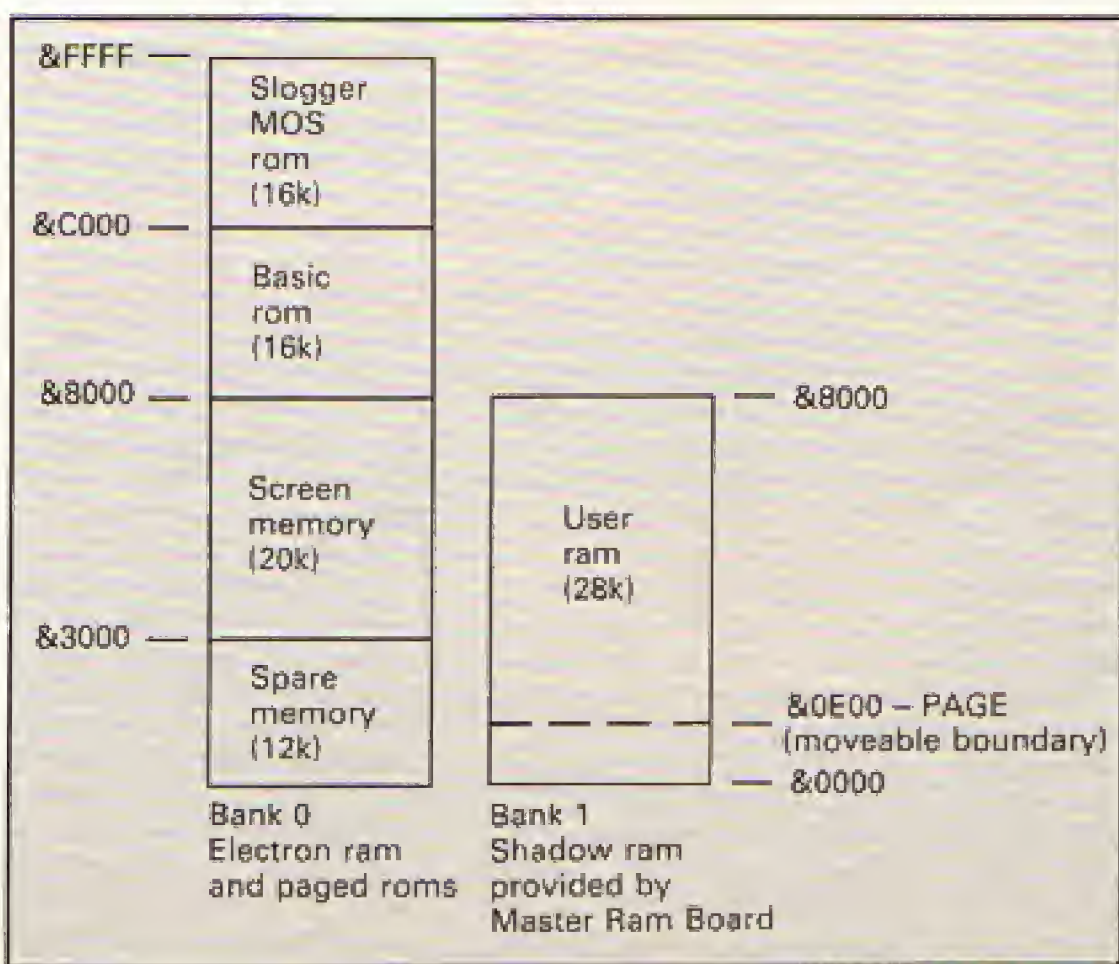 &FFFF
Slogger
MOS
rom
(16k)
&C000
Basic
rom
(16k)
&8000
Screen
memory
(20k)
&3000
Spare
memory
(12k)
Bank 0
Electron ram
and paged roms
&8000
User
ram
(28k)
&0E00 – PAGE
(moveable boundary)
&0000
Bank 1
Shadow ram
provided by
Master Ram Board